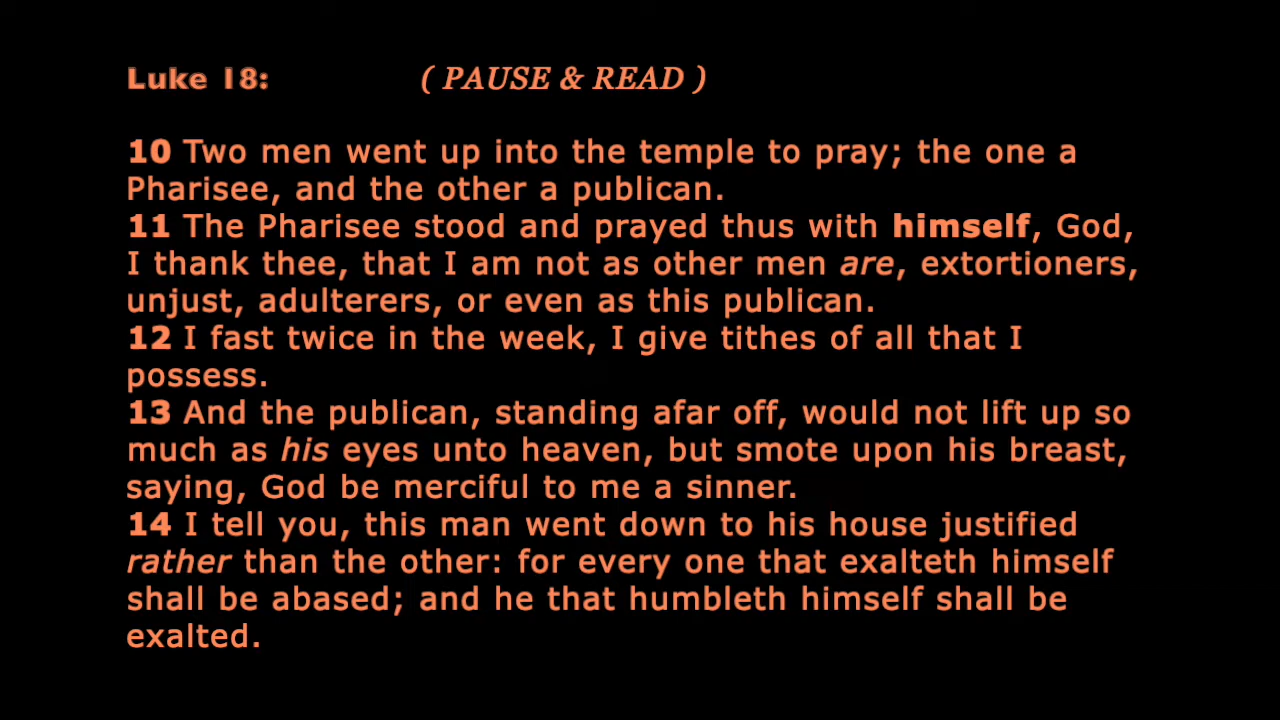 Luke 18: ( PAUSE & READ )
10 Two men went up into the temple to pray; the one a
Pharisee, and the other a publican.
11 The Pharisee stood and prayed thus with himself, God,
I thank thee, that I am not as other men are, extortioners,
unjust, adulterers, or even as this publican.
12 I fast twice in the week, I give tithes of all that I
possess.
13 And the publican, standing afar off, would not lift up so
much as his eyes unto heaven, but smote upon his breast,
saying, God be merciful to me a sinner.
14 I tell you, this man went down to his house justified
rather than the other: for every one that exalteth himself
shall be abased; and he that humbleth himself shall be
exalted.